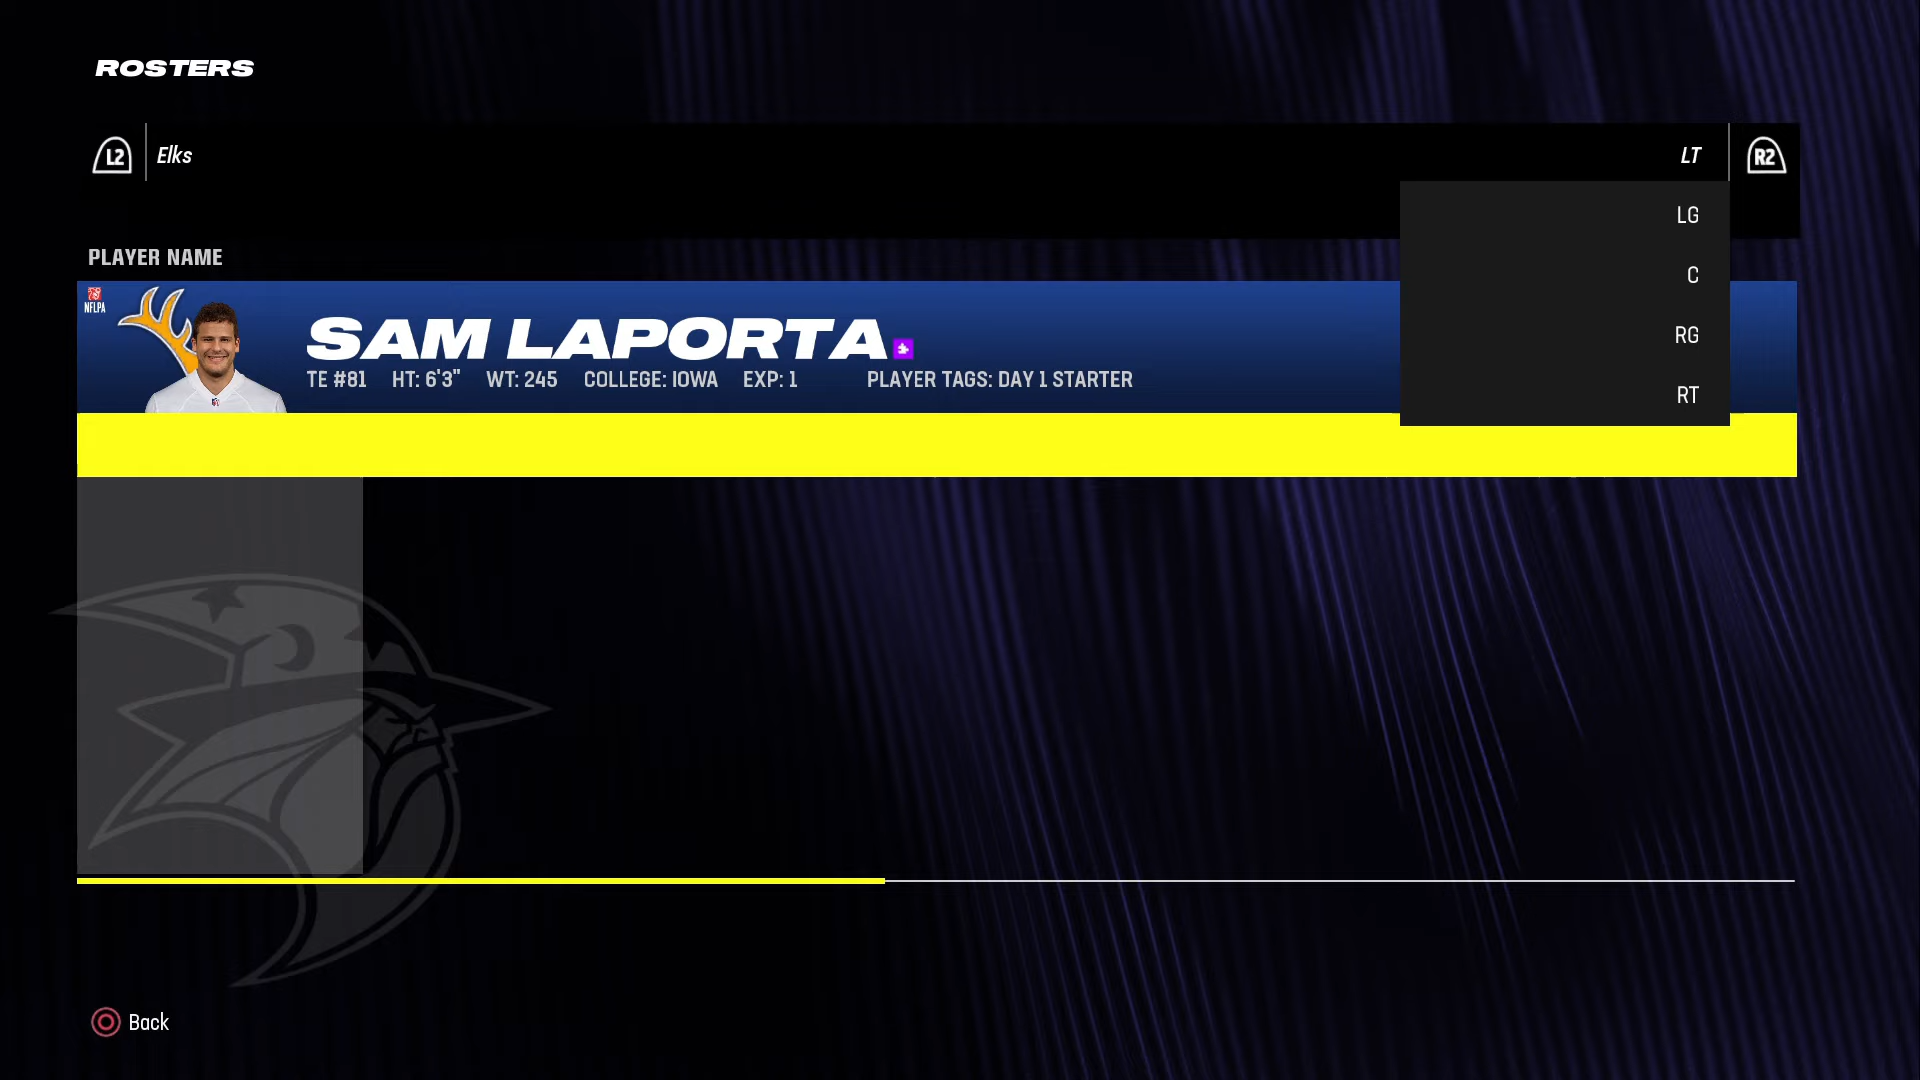 ROSTERS
L2
Elks
LT
R2
LG
C
RG
RT
PLAYER NAME
NFLPA
SAM LAPORTA
TE #81 HT: 6'3" WT: 245 COLLEGE: IOWA EXP: 1 PLAYER TAGS: DAY 1 STARTER
Back